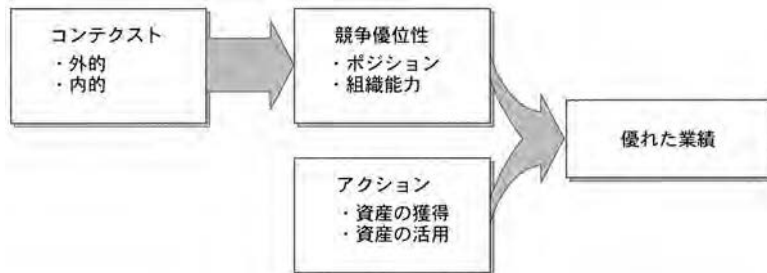 コンテクスト
・外的
・内的
競争優位性
・ポジション
・組織能力
アクション
・資産の獲得
・資産の活用
優れた業績